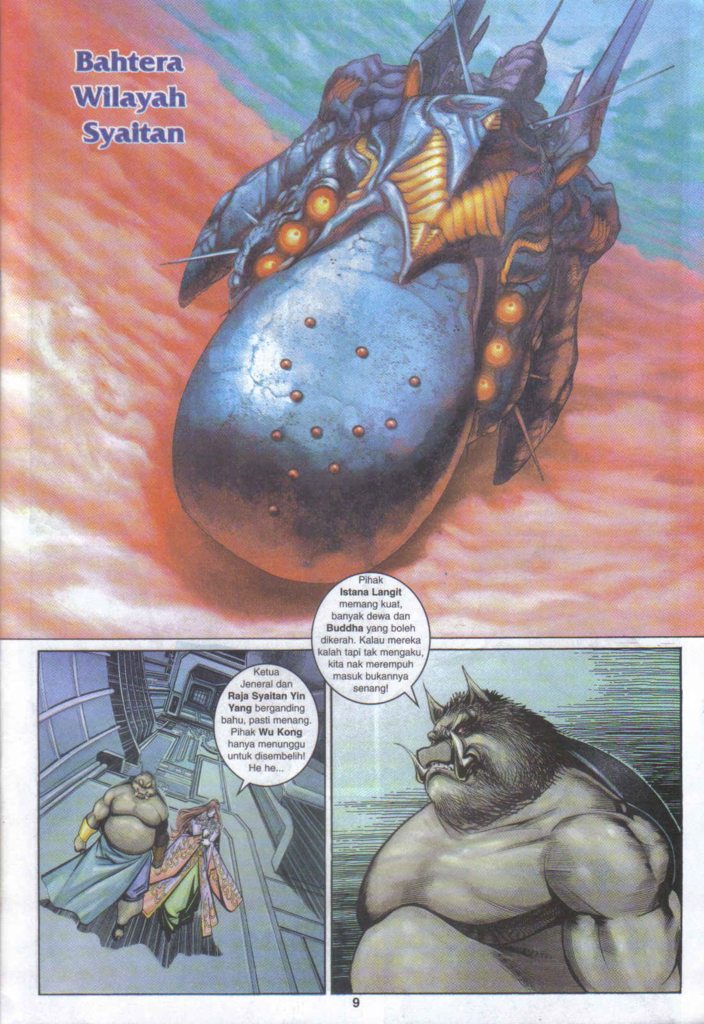 Bahtera
Wilayah
Syaitan
Pihak
Istana Langit
memang kuat,
banyak dewa dan
Buddha yang boleh
dikerah. Kalau mereka
kalah tapi tak mengaku,
kita nak merempuh
masuk bukannya
senang!
Ketua
Jeneral dan
Raja Syaitan Yin
Yang berganding
bahu, pasti menang.
Pihak Wu Kong
hanya menunggu
untuk disembelih!
He he...
9